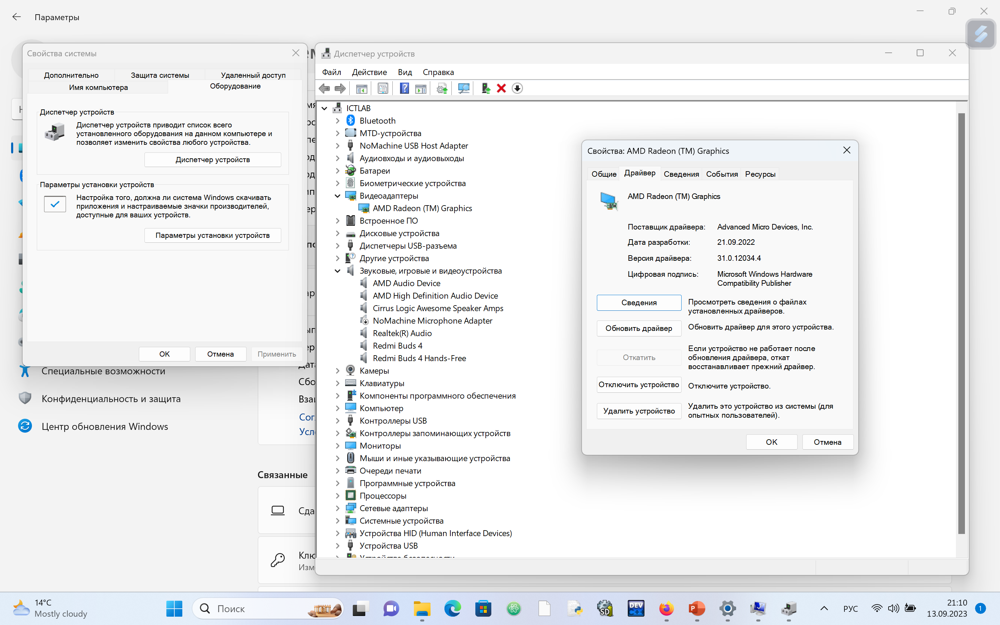 Параметры
Свойства системы
Дополнительно
Защита системы
Удаленный доступ
Имя компьютера
Оборудование
Диспетчер устройств
Диспетчер устройств приводит список всего
установленного оборудования на данном компьютере и
позволяет изменить свойства любого устройства.
Диспетчер устройств
Параметры установки устройств
Настройка того, должна ли система Windows скачивать
приложения и настраиваемые значки производителей,
доступные для ваших устройств.
Параметры установки устройств
ОК
Отмена
Применить
Специальные возможности
Конфиденциальность и защита
Центр обновления Windows
Связанные
Диспетчер устройств
Файл
Действие
Вид
Справка
ICTLAB
Bluetooth
MTD-устройства
NoMachine USB Host Adapter
Аудиовходы и аудиовыходы
Батареи
Биометрические устройства
Видеоадаптеры
AMD Radeon (TM) Graphics
Встроенное ПО
Дисковые устройства
Диспетчеры USB-разъема
Другие устройства
Звуковые, игровые и видеоустройства
AMD Audio Device
AMD High Definition Audio Device
Cirrus Logic Awesome Speaker Amps
NoMachine Microphone Adapter
Realtek(R) Audio
Redmi Buds 4
Redmi Buds 4 Hands-Free
Камеры
Клавиатуры
Компоненты программного обеспечения
Компьютер
Контроллеры USB
Контроллеры запоминающих устройств
Мониторы
Мыши и иные указывающие устройства
Очереди печати
Программные устройства
Процессоры
Сетевые адаптеры
Системные устройства
Устройства HID (Human Interface Devices)
Устройства USB
Свойства: AMD Radeon (TM) Graphics
Общие
Драйвер
Сведения
События
Ресурсы
AMD Radeon (TM) Graphics
Поставщик драйвера: Advanced Micro Devices, Inc.
Дата разработки: 21.09.2022
Версия драйвера: 31.0.12034.4
Цифровая подпись: Microsoft Windows Hardware
Compatibility Publisher
Сведения
Просмотреть сведения о файлах
установленных драйверов.
Обновить драйвер
Обновить драйвер для этого устройства.
Откатить
Если устройство не работает после
обновления драйвера, откат
восстанавливает прежний драйвер.
Отключить устройство
Отключите устройство.
Удалить устройство
Удалить это устройство из системы (для
опытных пользователей).
ОК
Отмена
14°C
Mostly cloudy
Поиск
SD
DEV
C++
P
РУС
21:10
13.09.2023
1